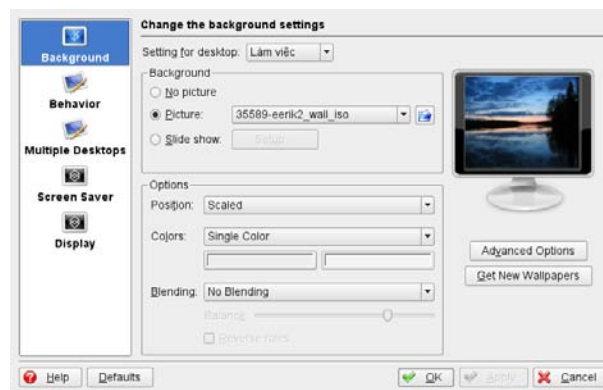 Background
Behavior
Multiple Desktops
Screen Saver
Display
Change the background settings
Setting for desktop: Làm việc
Background
No picture
Picture: 35589-eerik2_wall_iso
Slide show: Setup...
Options
Position: Scaled
Colors: Single Color
Blending: No Blending
Balance:
Reverse roles
Advanced Options
Get New Wallpapers
Help Defaults OK Apply Cancel